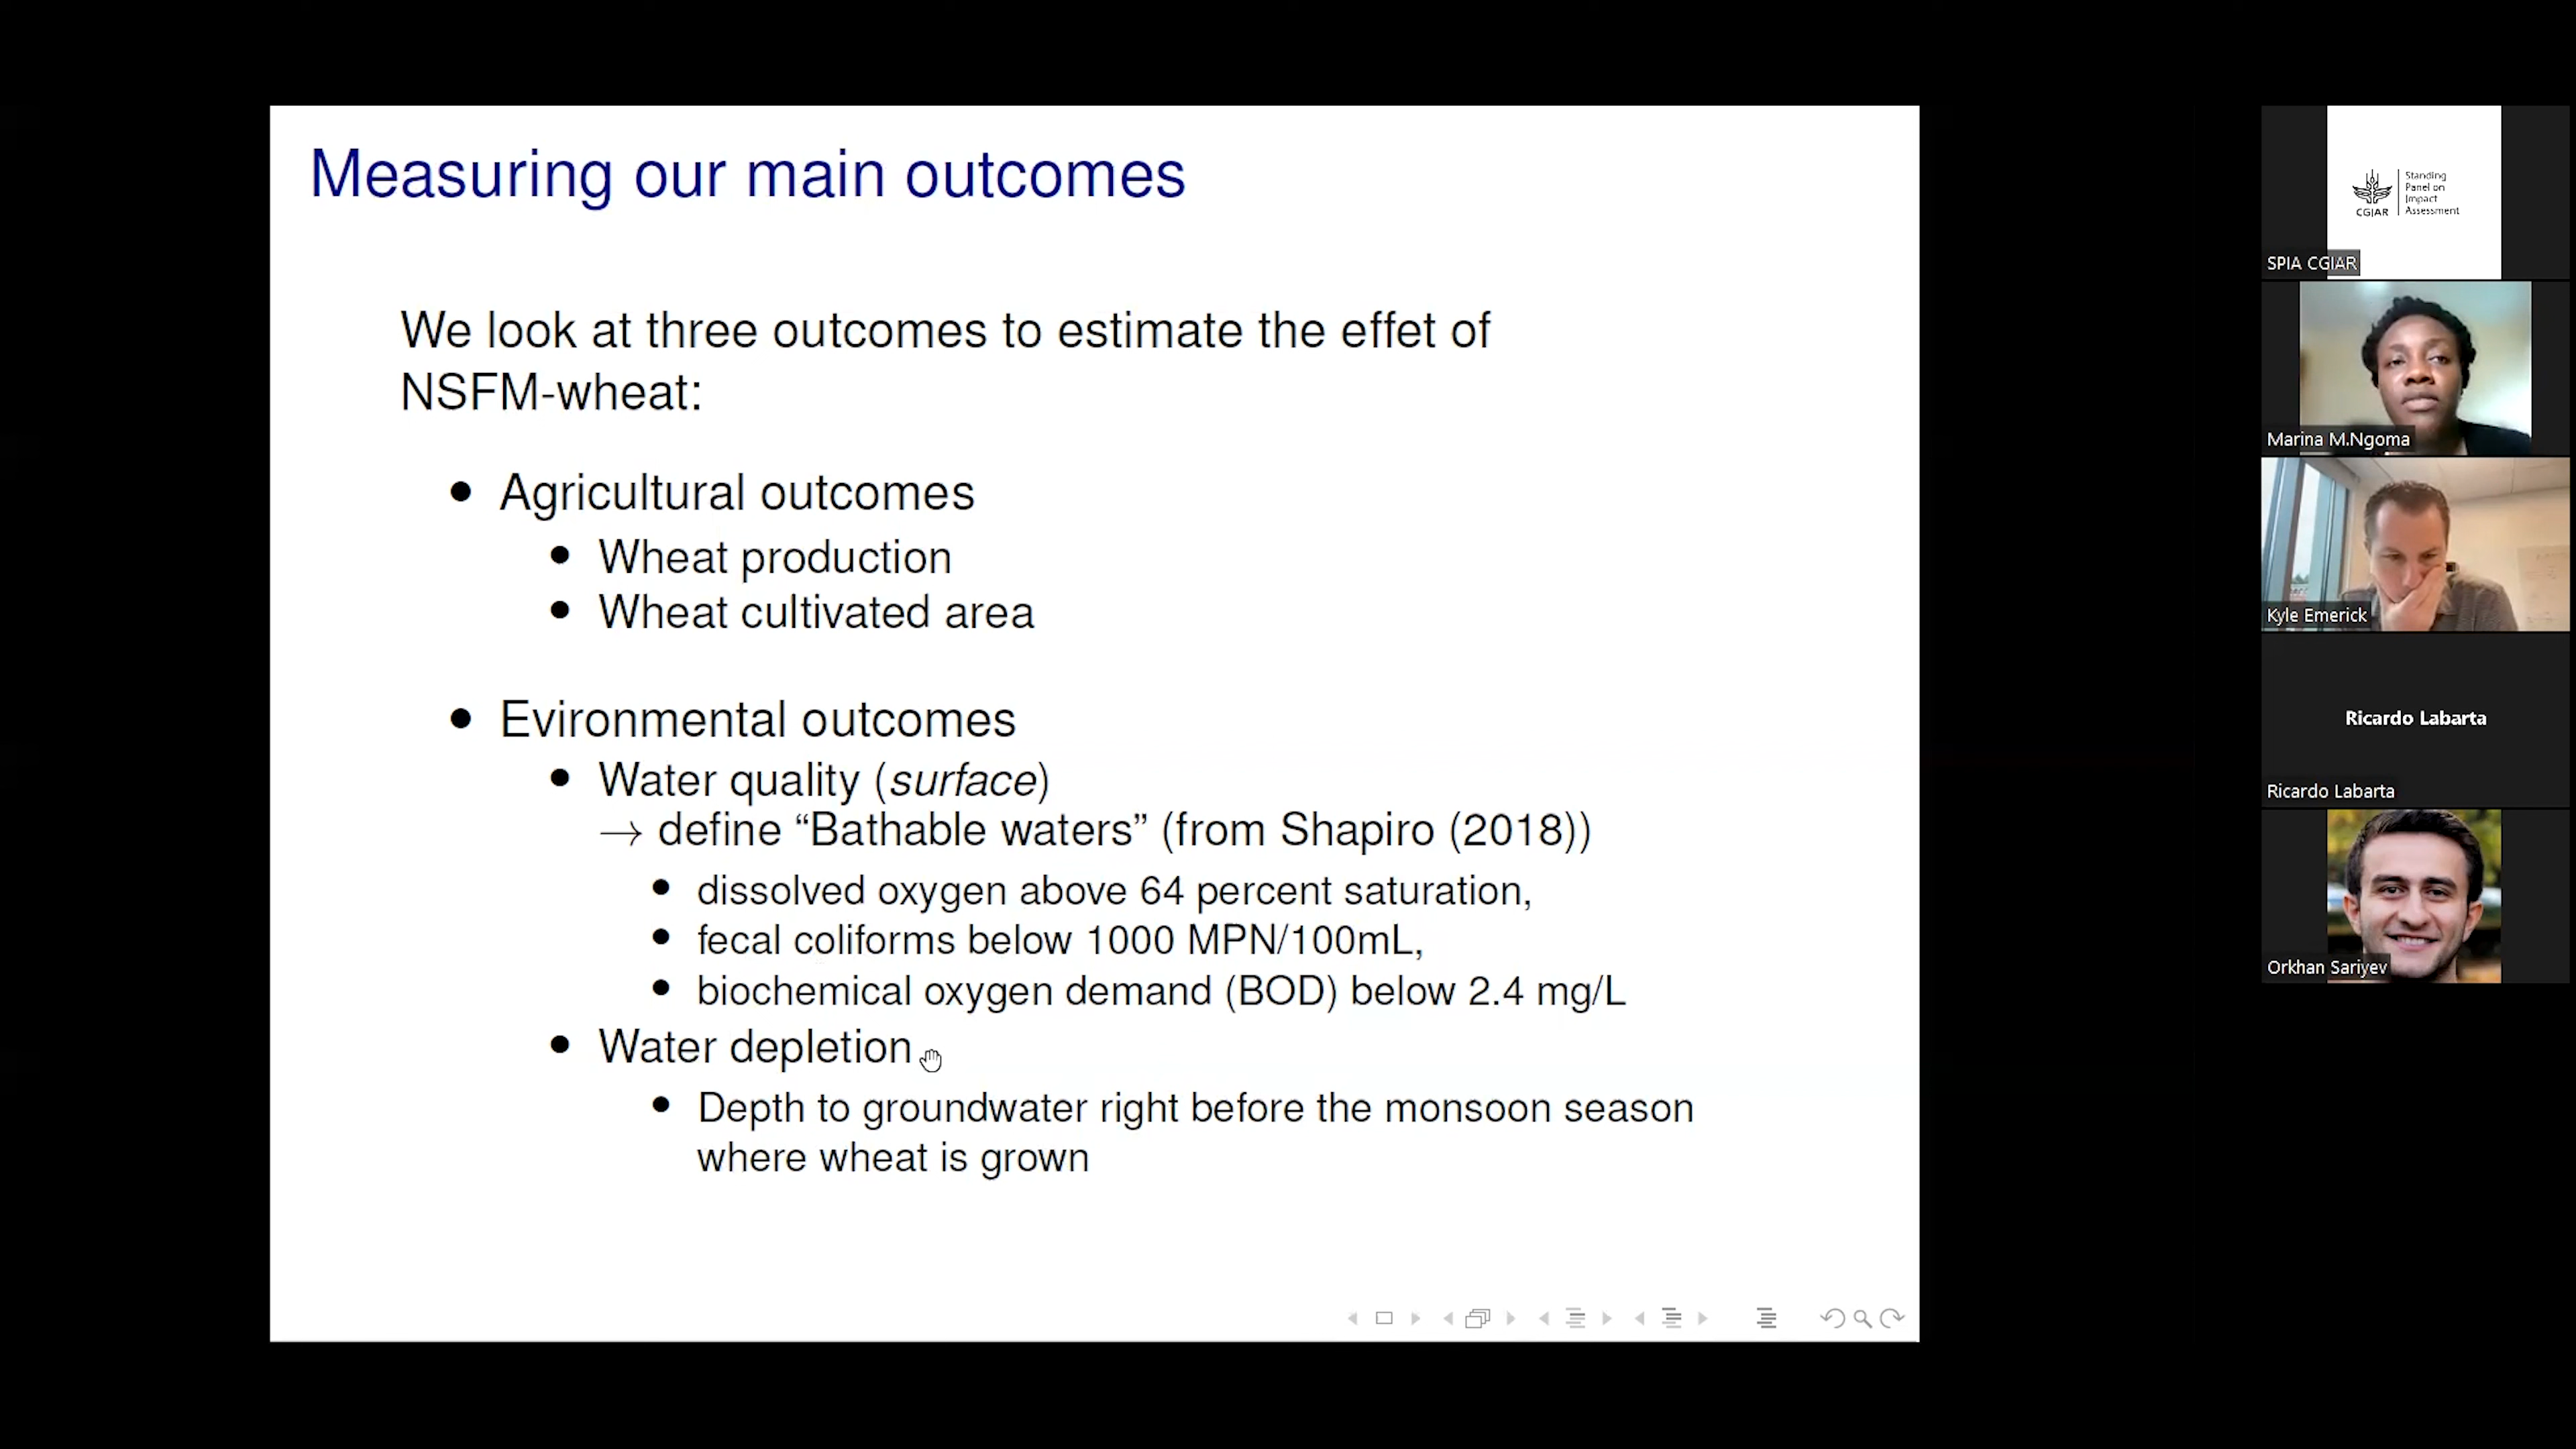 Measuring our main outcomes
We look at three outcomes to estimate the effet of
NSFM-wheat:
• Agricultural outcomes
• Wheat production
• Wheat cultivated area
• Evironmental outcomes
• Water quality (surface)
→ define “Bathable waters” (from Shapiro (2018))
• dissolved oxygen above 64 percent saturation,
• fecal coliforms below 1000 MPN/100mL,
• biochemical oxygen demand (BOD) below 2.4 mg/L
• Water depletion
• Depth to groundwater right before the monsoon season
where wheat is grown
CGIAR
Standing
Panel on
Impact
Assessment
SPIA CGIAR
Marina M.Ngoma
Kyle Emerick
Ricardo Labarta
Ricardo Labarta
Orkhan Sariyev